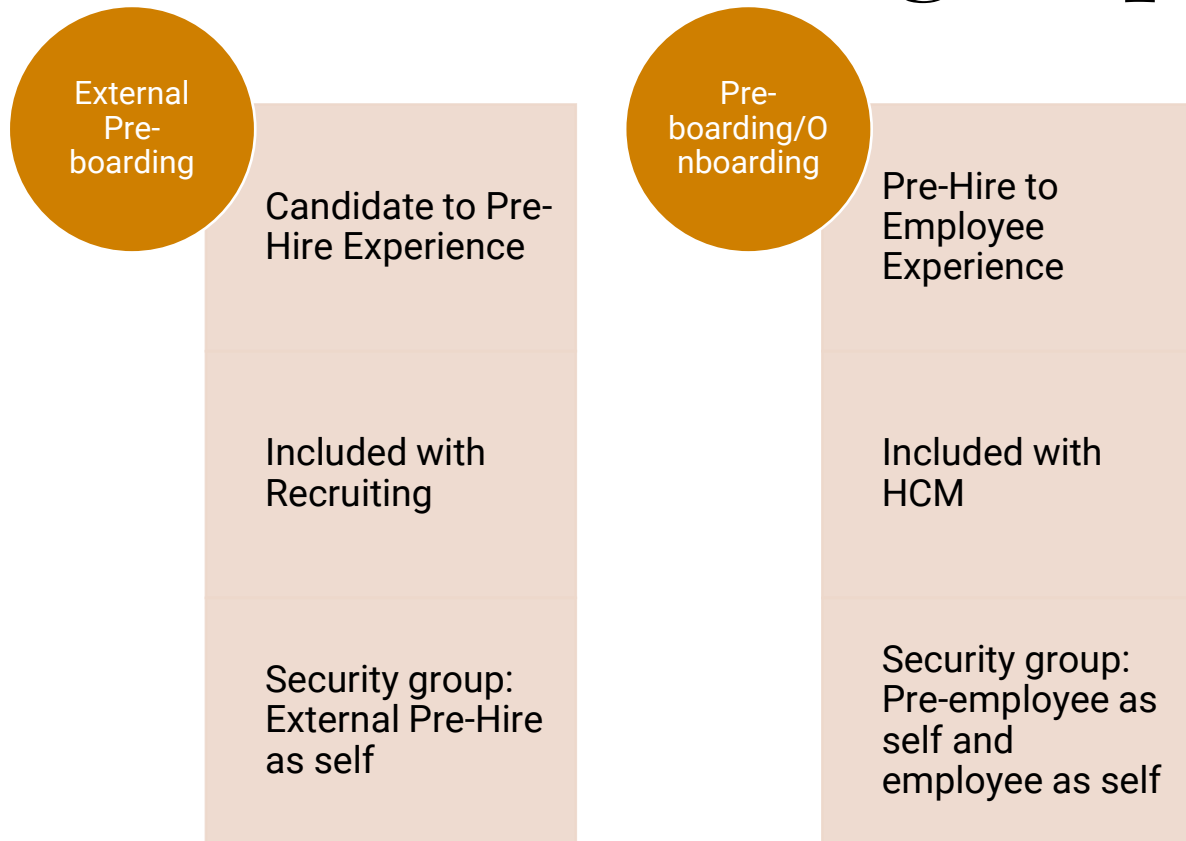 External
Pre-
boarding
Candidate to Pre-
Hire Experience
Included with
Recruiting
Security group:
External Pre-Hire
as self
Pre-
boarding/O
nboarding
Pre-Hire to
Employee
Experience
Included with
HCM
Security group:
Pre-employee as
self and
employee as self